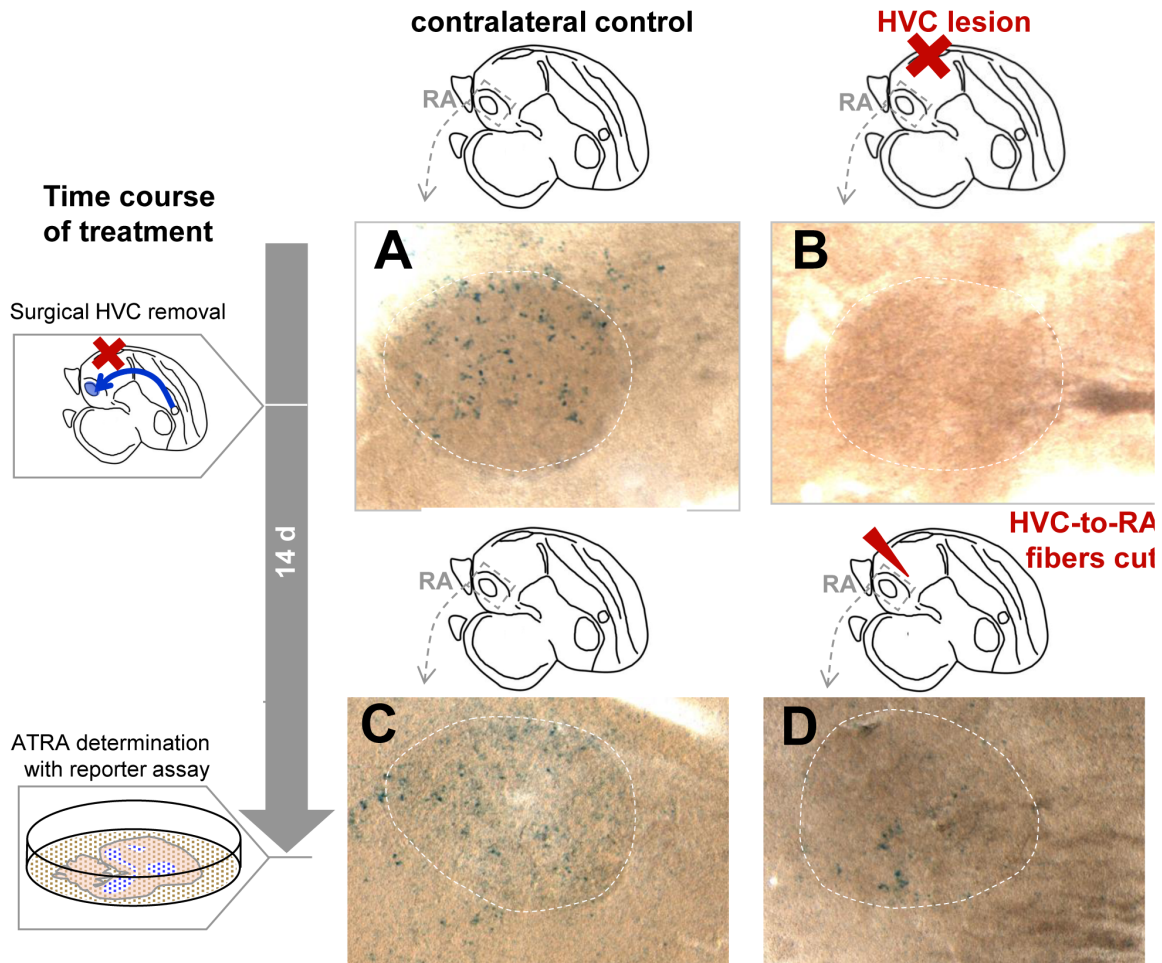 contralateral control
HVC lesion
RA
RA
Time course
of treatment
A
B
Surgical HVC removal
14 d
HVC-to-RA
fibers cut
RA
RA
C
D
ATRA determination
with reporter assay